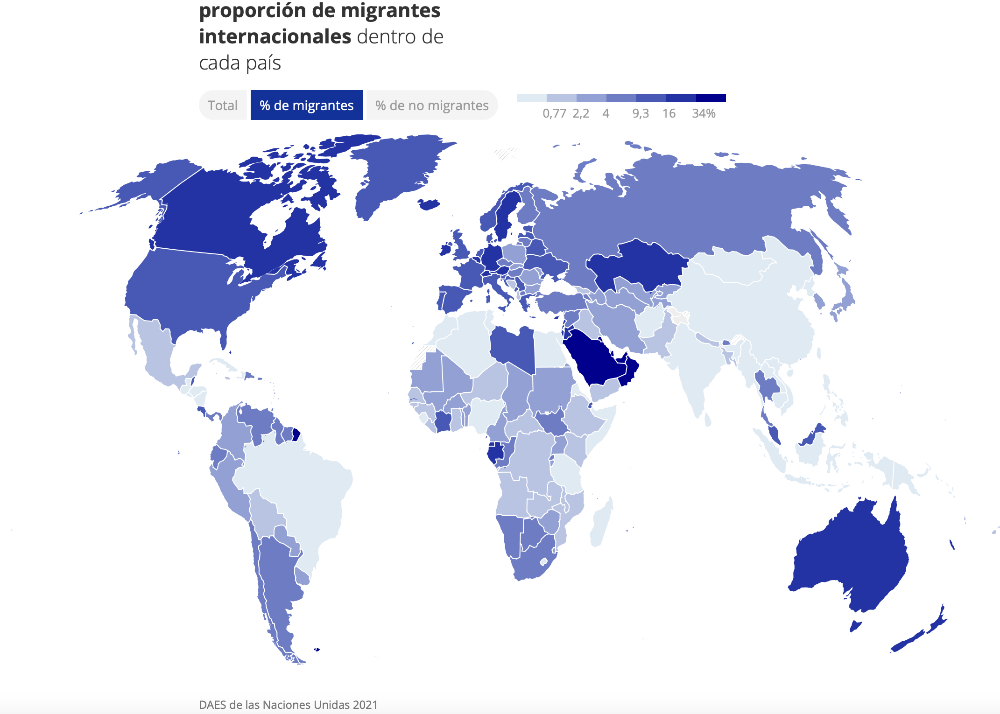 proporción de migrantes
internacionales dentro de
cada país
Total % de migrantes % de no migrantes
0,77 2,2 4 9,3 16 34%
DAES de las Naciones Unidas 2021